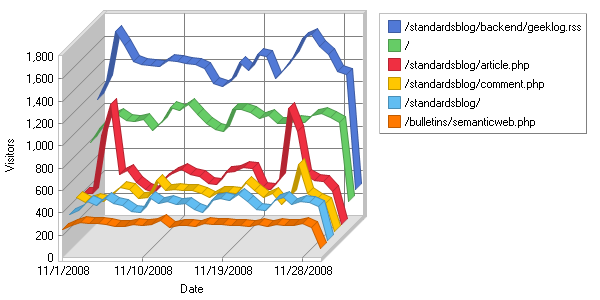 1,800
1,600
1,400
1,200
1,000
800
600
400
200
0
Visitors
11/1/2008
11/10/2008
11/19/2008
11/28/2008
Date
/standardsblog/backend/geeklog.rss
/
/standardsblog/article.php
/standardsblog/comment.php
/standardsblog/
/bulletins/semanticweb.php